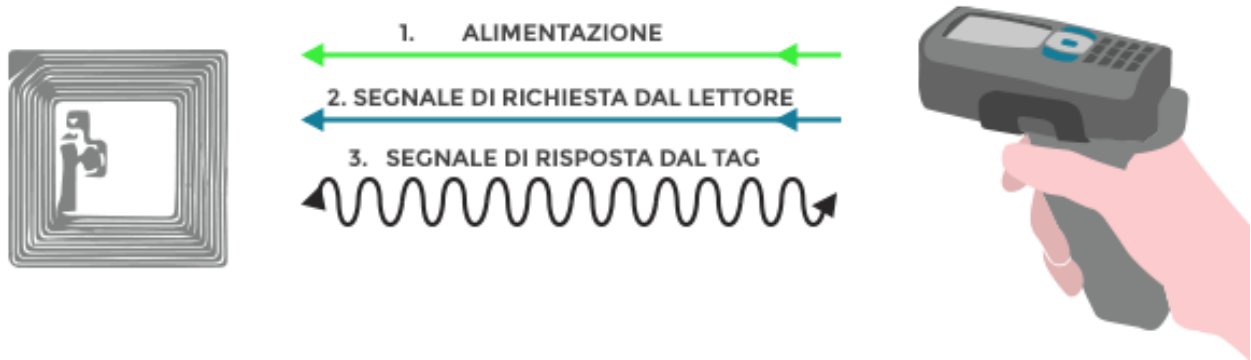 1. ALIMENTAZIONE
2. SEGNALE DI RICHIESTA DAL LETTORE
3. SEGNALE DI RISPOSTA DAL TAG